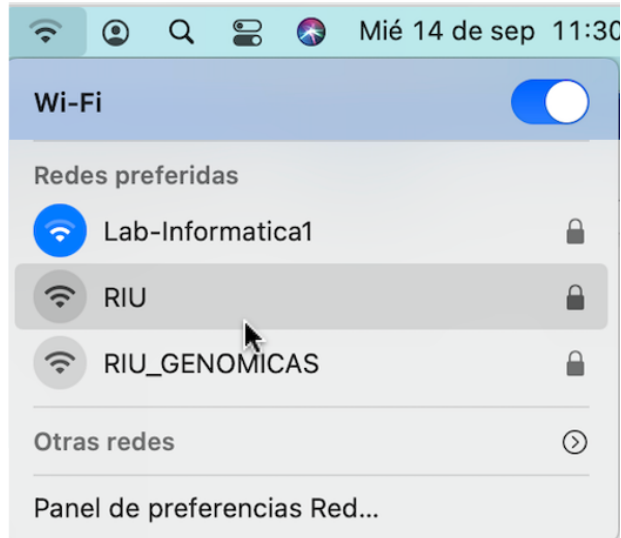 Mié 14 de sep 11:30
Wi-Fi
Redes preferidas
Lab-Informatica1
RIU
RIU_GENOMICAS
Otras redes
Panel de preferencias Red...